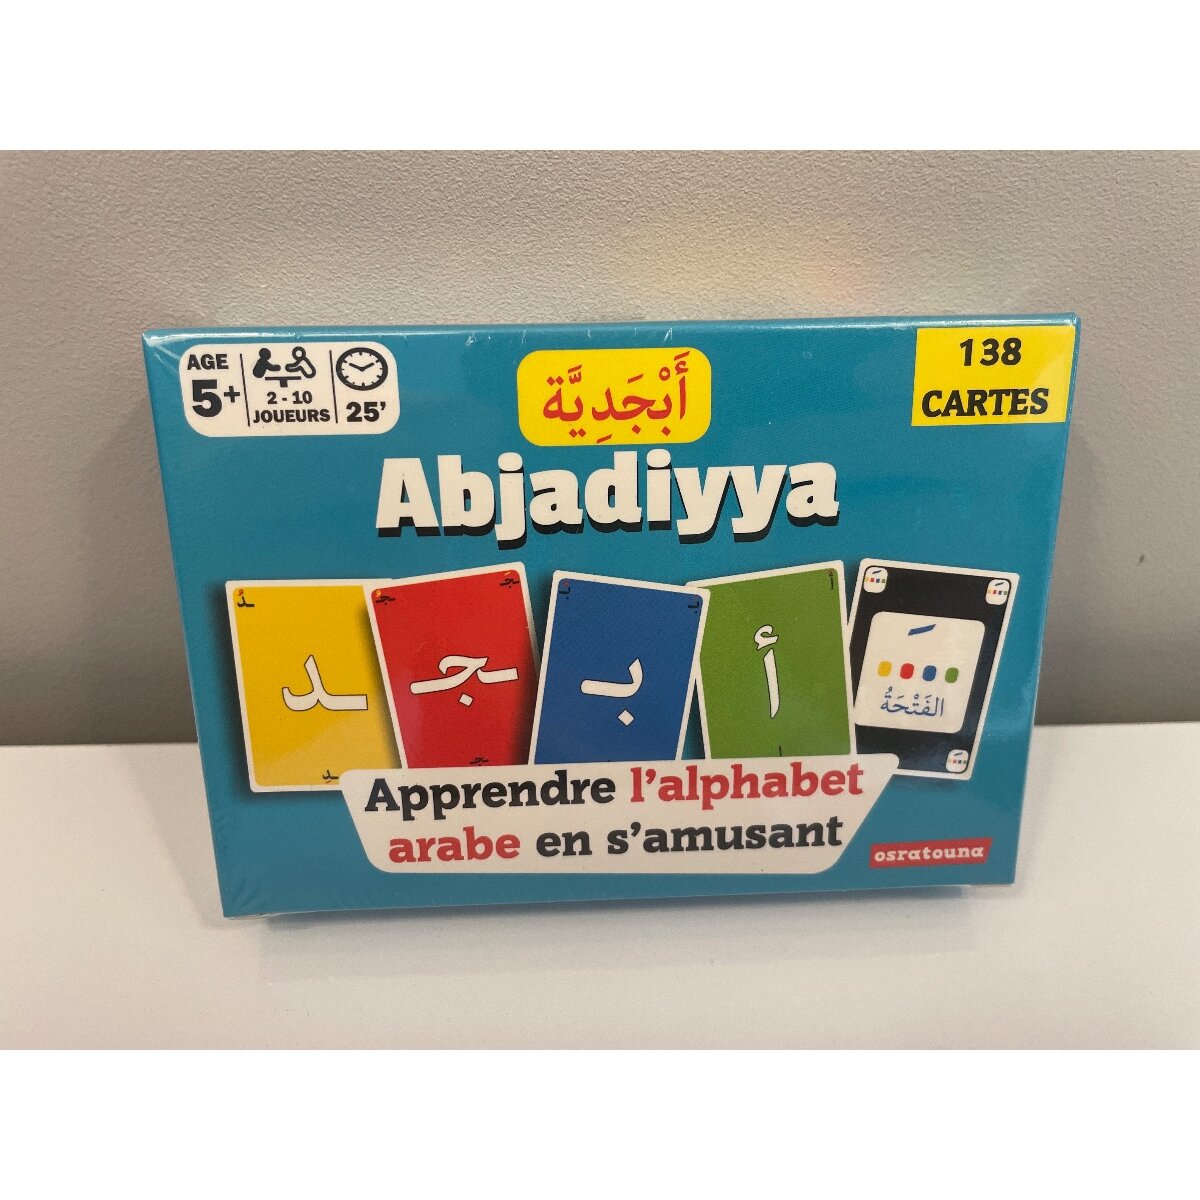 AGE
5+
2 - 10
JOUEURS
25’
أَبْجَدِيَّة
138
CARTES
Abjadiyya
ـد
ـجـ
بـ
أ
الفَتْحَةُ
Apprendre l’alphabet
arabe en s’amusant
osratouna